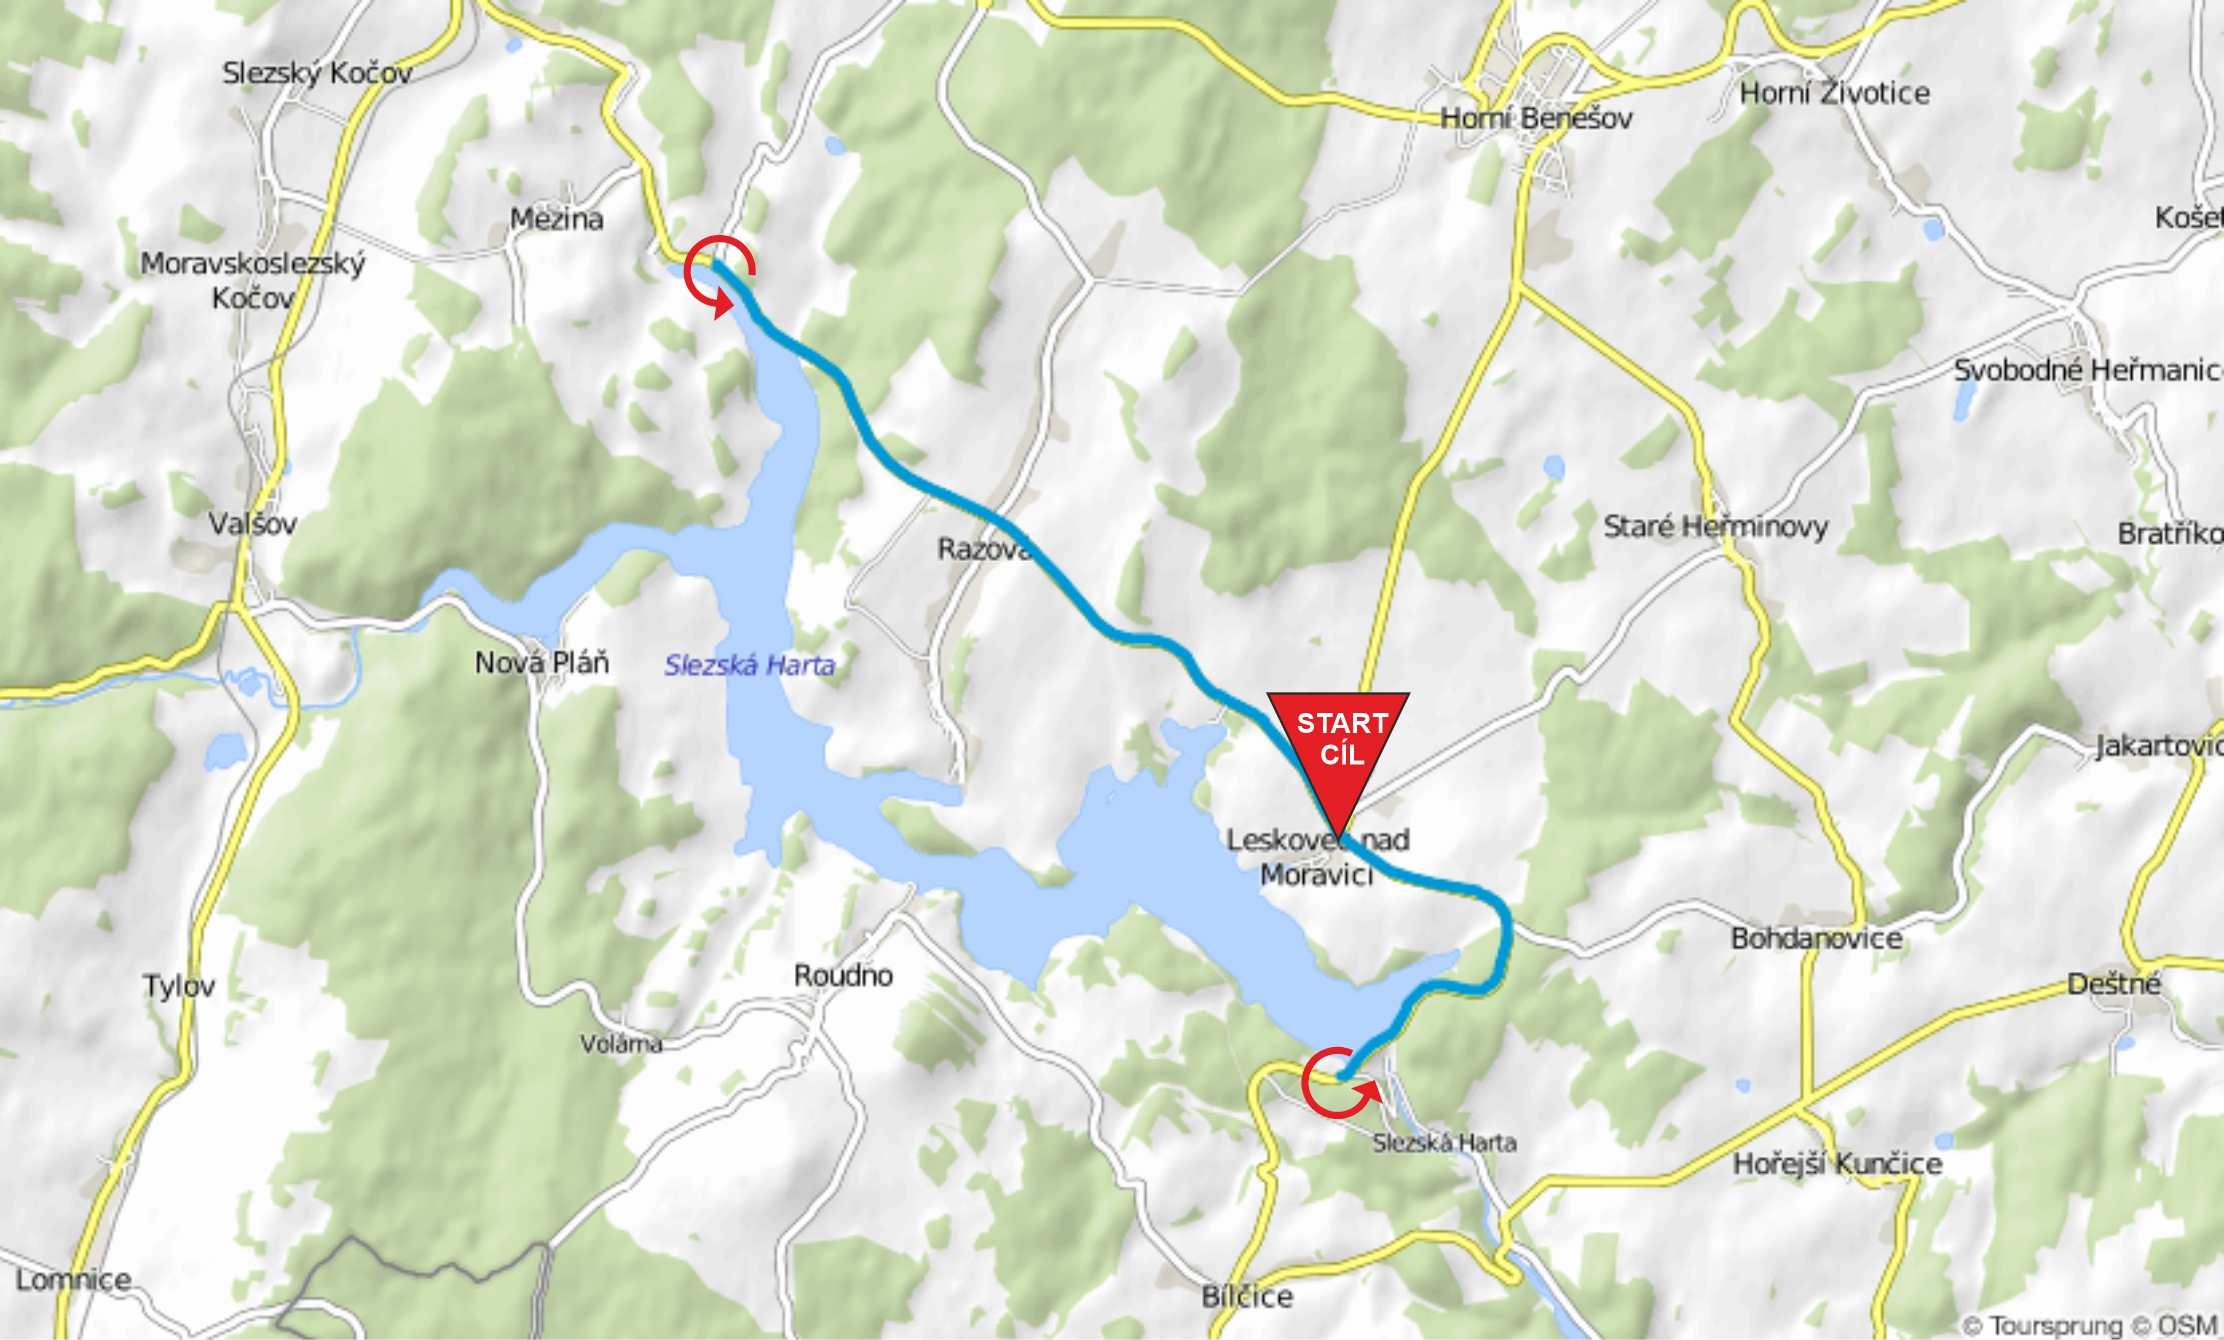 Slezský Kočov
Horní Životice
Horní Benešov
Mezina
Košet
Moravskoslezský
Kočov
Svobodné Heřmanic
Valšov
Staré Heřminovy
Bratříko
Razová
Nová Pláň
Slezská Harta
START
CÍL
Jakartovic
Leskovec nad
Moravicí
Bohdanovice
Roudno
Tylov
Deštné
Volárna
Slezská Harta
Hořejší Kunčice
Lomnice
Bílčice
© Toursprung © OSM